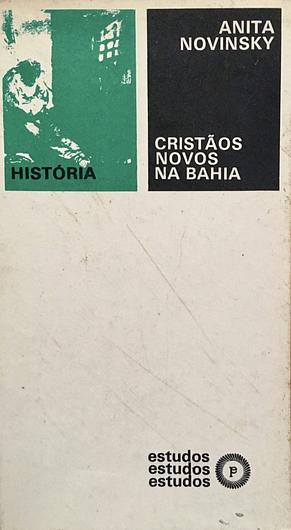 ANITA
NOVINSKY
HISTÓRIA
CRISTÃOS
NOVOS
NA BAHIA
estudos
estudos
estudos
P